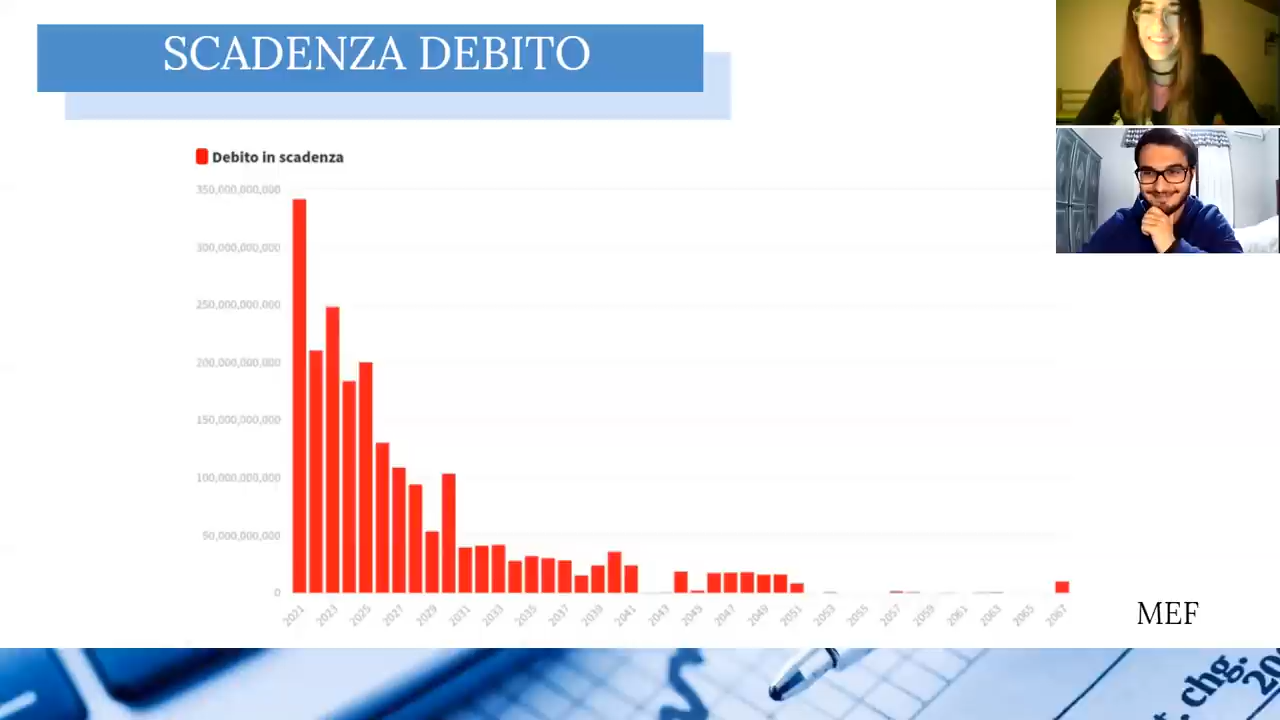 SCADENZA DEBITO
Debito in scadenza
350,000,000,000
300,000,000,000
250,000,000,000
200,000,000,000
150,000,000,000
100,000,000,000
50,000,000,000
0
2021 2023 2025 2027 2029 2031 2033 2035 2037 2039 2041 2043 2045 2047 2049 2051 2053 2055 2057 2059 2061 2063 2065 2067
MEF
chg.